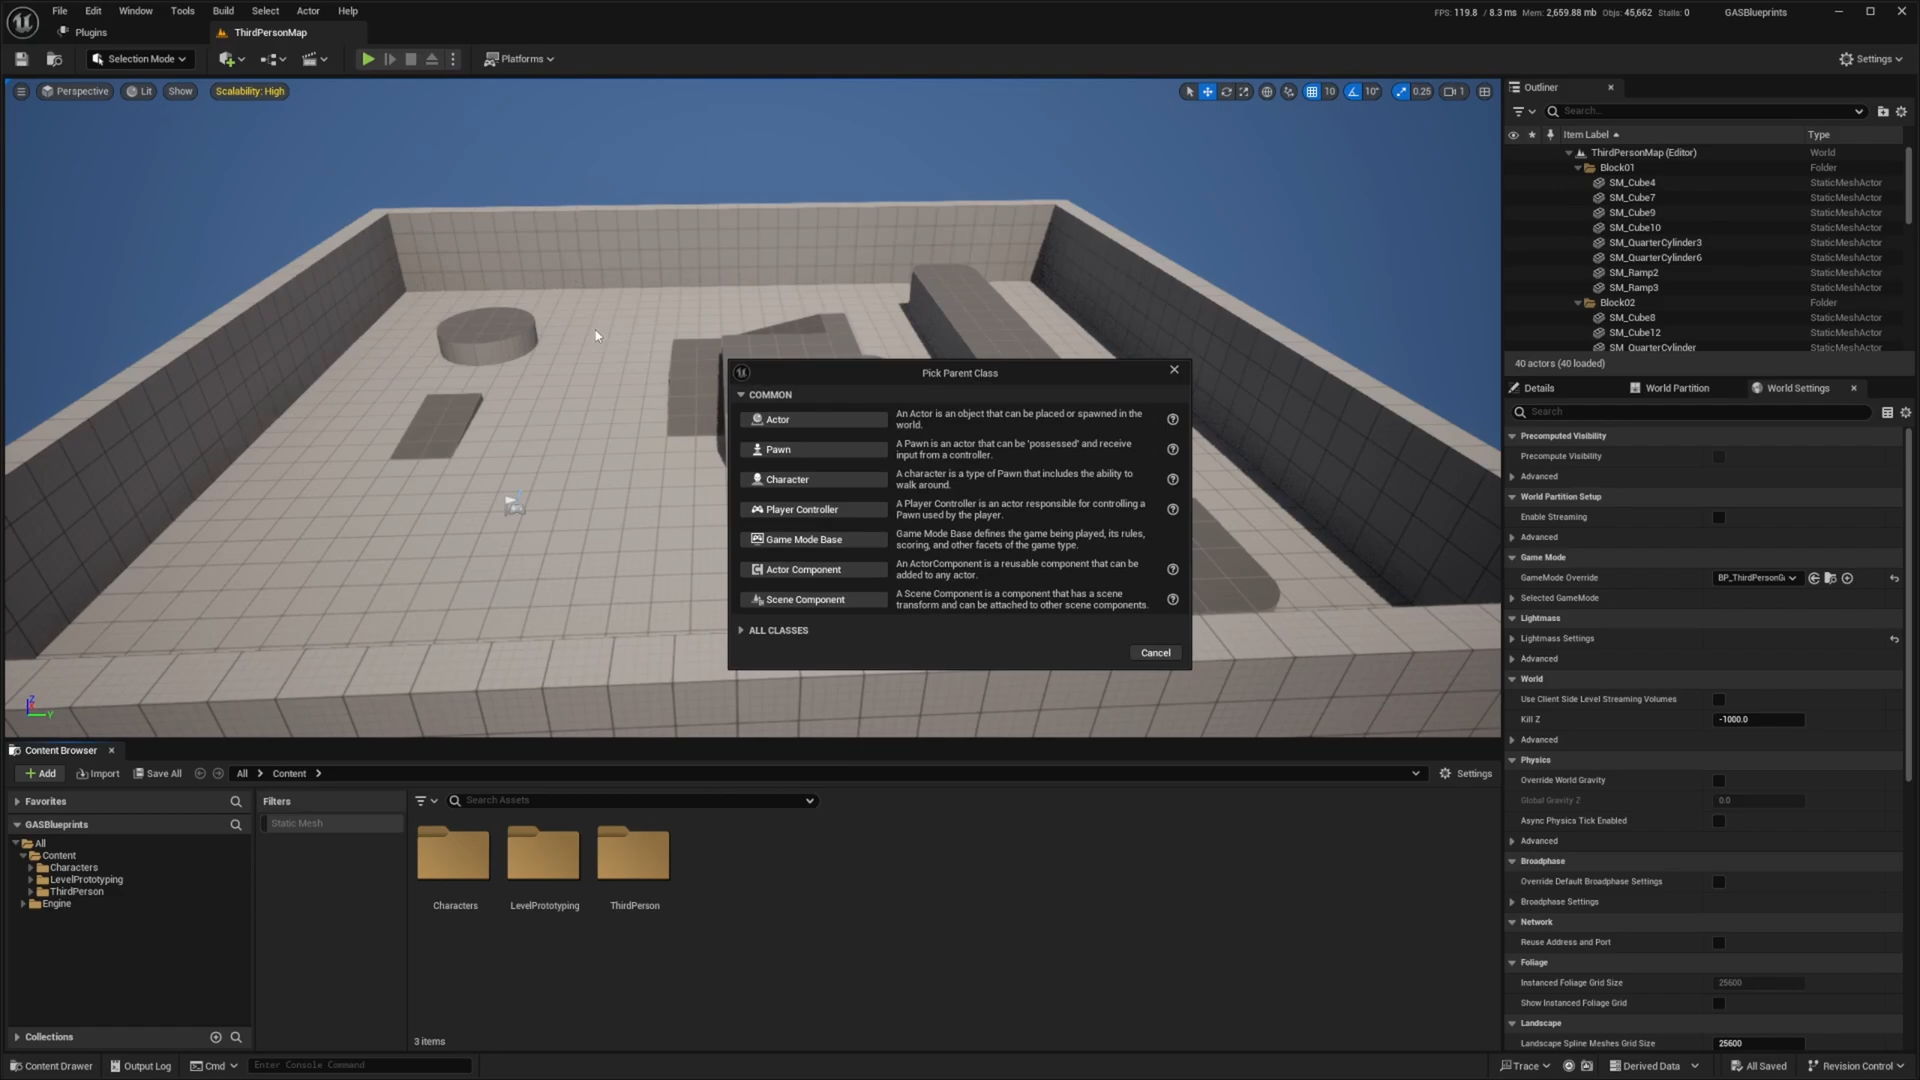 File Edit Window Tools Build Select Actor Help
FPS: 119.8 / 8.3 ms Mem: 2,659.88 mb Objs: 45,662 Stalls: 0 GASBlueprints
Plugins ThirdPersonMap
Selection Mode Platforms Settings
Perspective Lit Show Scalability: High 10 10° 0.25 1
Outliner
Search...
Item Label Type
ThirdPersonMap (Editor) World
Block01 Folder
SM_Cube4 StaticMeshActor
SM_Cube7 StaticMeshActor
SM_Cube9 StaticMeshActor
SM_Cube10 StaticMeshActor
SM_QuarterCylinder3 StaticMeshActor
SM_QuarterCylinder6 StaticMeshActor
SM_Ramp2 StaticMeshActor
SM_Ramp3 StaticMeshActor
Block02 Folder
SM_Cube8 StaticMeshActor
SM_Cube12 StaticMeshActor
SM_QuarterCylinder StaticMeshActor
40 actors (40 loaded)
Details World Partition World Settings
Search
Precomputed Visibility
Precompute Visibility
Advanced
World Partition Setup
Enable Streaming
Advanced
Game Mode
GameMode Override BP_ThirdPersonG
Selected GameMode
Lightmass
Lightmass Settings
Advanced
World
Use Client Side Level Streaming Volumes
Kill Z -1000.0
Advanced
Physics
Override World Gravity
Global Gravity Z 0.0
Async Physics Tick Enabled
Advanced
Broadphase
Override Default Broadphase Settings
Broadphase Settings
Network
Reuse Address and Port
Foliage
Instanced Foliage Grid Size 25600
Show Instanced Foliage Grid
Landscape
Landscape Spline Meshes Grid Size 25600
Pick Parent Class
COMMON
Actor An Actor is an object that can be placed or spawned in the
world.
Pawn A Pawn is an actor that can be 'possessed' and receive
input from a controller.
Character A character is a type of Pawn that includes the ability to
walk around.
Player Controller A Player Controller is an actor responsible for controlling a
Pawn used by the player.
Game Mode Base Game Mode Base defines the game being played, its rules,
scoring, and other facets of the game type.
Actor Component An ActorComponent is a reusable component that can be
added to any actor.
Scene Component A Scene Component is a component that has a scene
transform and can be attached to other scene components.
ALL CLASSES
Cancel
Z
Y
Content Browser
Add Import Save All All Content Settings
Favorites
GASBlueprints
All
Content
Characters
LevelPrototyping
ThirdPerson
Engine
Collections
Filters
Static Mesh
Search Assets
Characters LevelPrototyping ThirdPerson
3 items
Content Drawer Output Log Cmd Enter Console Command Trace Derived Data All Saved Revision Control